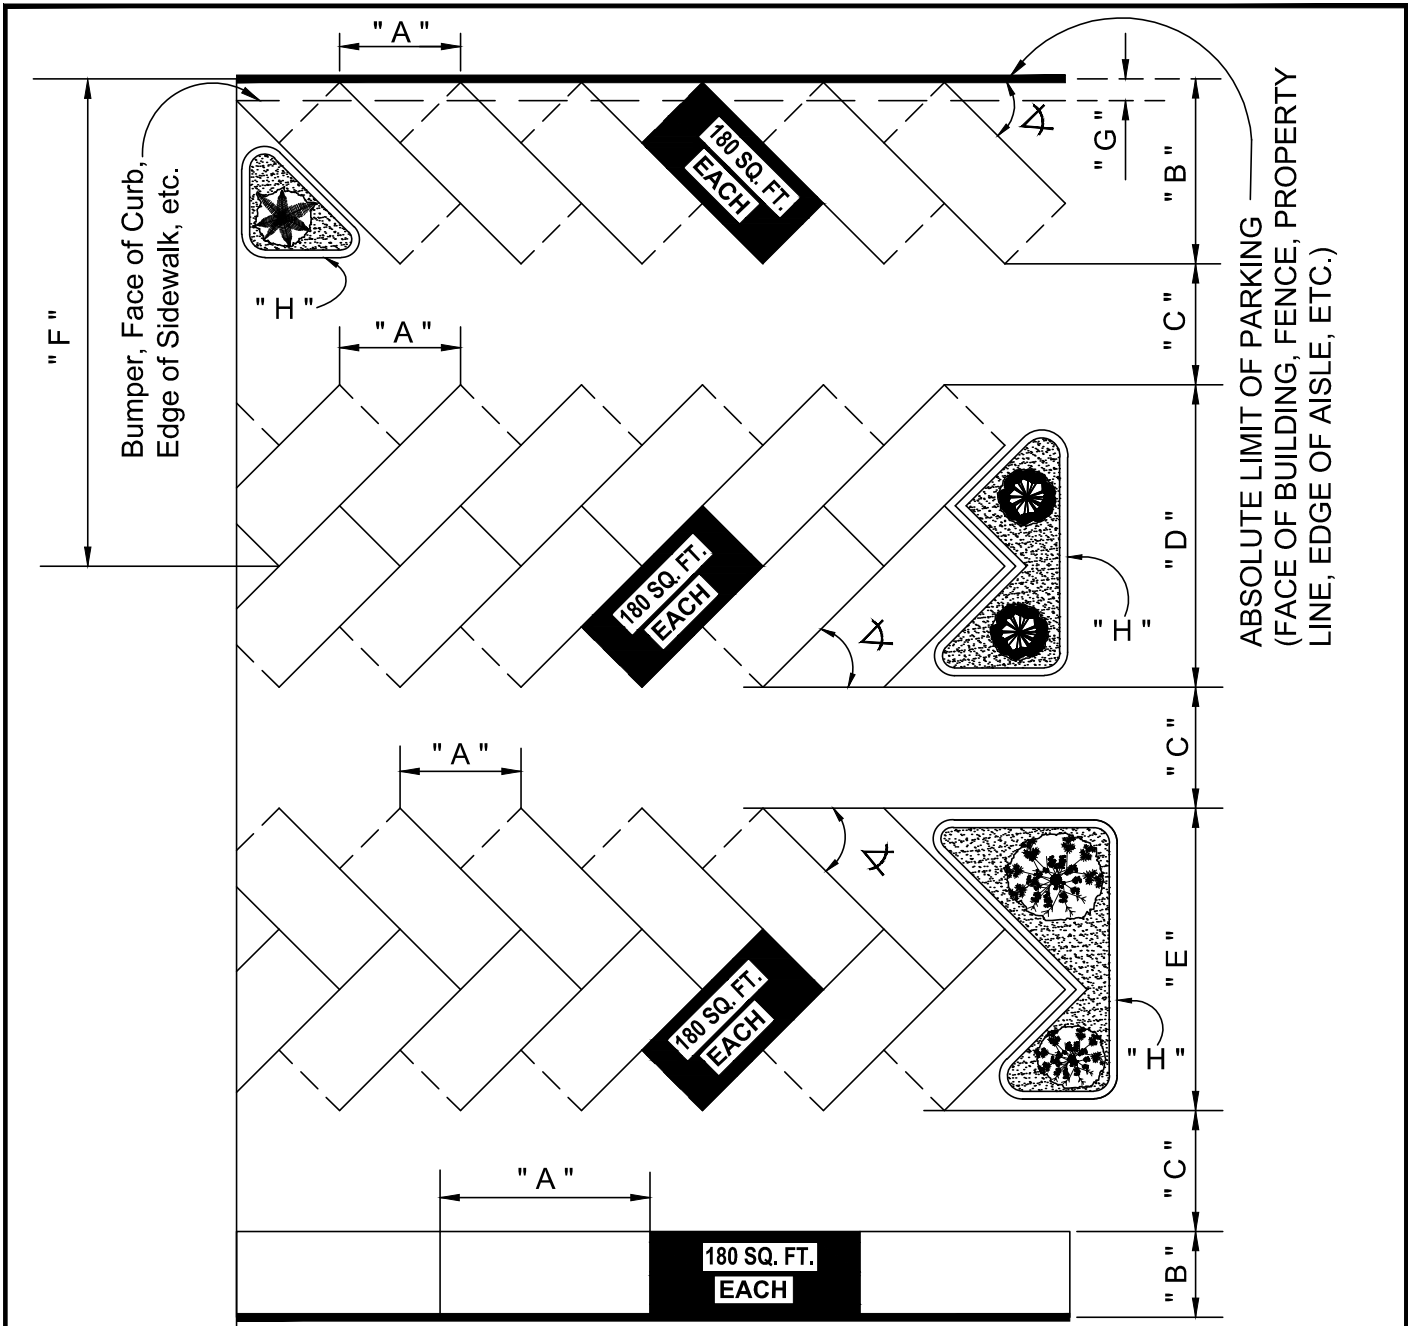 " A "
180 SQ. FT.
EACH
" G "
" B "
Bumper, Face of Curb,
Edge of Sidewalk, etc.
" H "
" F "
" A "
" C "
ABSOLUTE LIMIT OF PARKING
(FACE OF BUILDING, FENCE, PROPERTY
LINE, EDGE OF AISLE, ETC.)
180 SQ. FT.
EACH
" D "
" H "
" A "
" C "
180 SQ. FT.
EACH
" E "
" H "
" A "
" C "
180 SQ. FT.
EACH
" B "